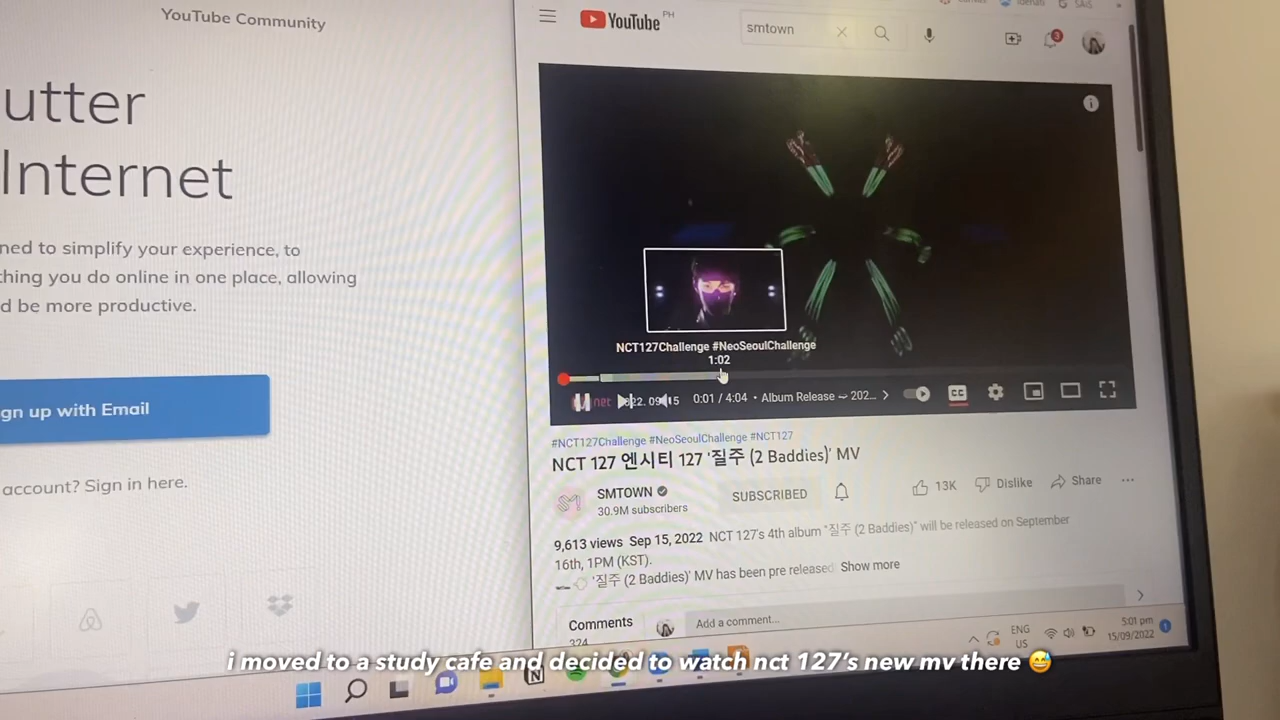 YouTube Community
utter
Internet
ned to simplify your experience, to
thing you do online in one place, allowing
d be more productive.
gn up with Email
account? Sign in here.
YouTube PH
smtown
3
NCT127Challenge #NeoSeoulChallenge
1:02
0:01 / 4:04 • Album Release
CC
#NCT127Challenge #NeoSeoulChallenge #NCT127
NCT 127 엔시티 127 '질주 (2 Baddies)' MV
SMTOWN
30.9M subscribers
SUBSCRIBED
13K
Dislike
Share
9,613 views Sep 15, 2022 NCT 127's 4th album "질주 (2 Baddies)" will be released on September
16th, 1PM (KST).
'질주 (2 Baddies)' MV has been pre released Show more
Comments
Add a comment...
ENG
US
5:01 pm
15/09/2022
1
i moved to a study cafe and decided to watch nct 127's new mv there 😅